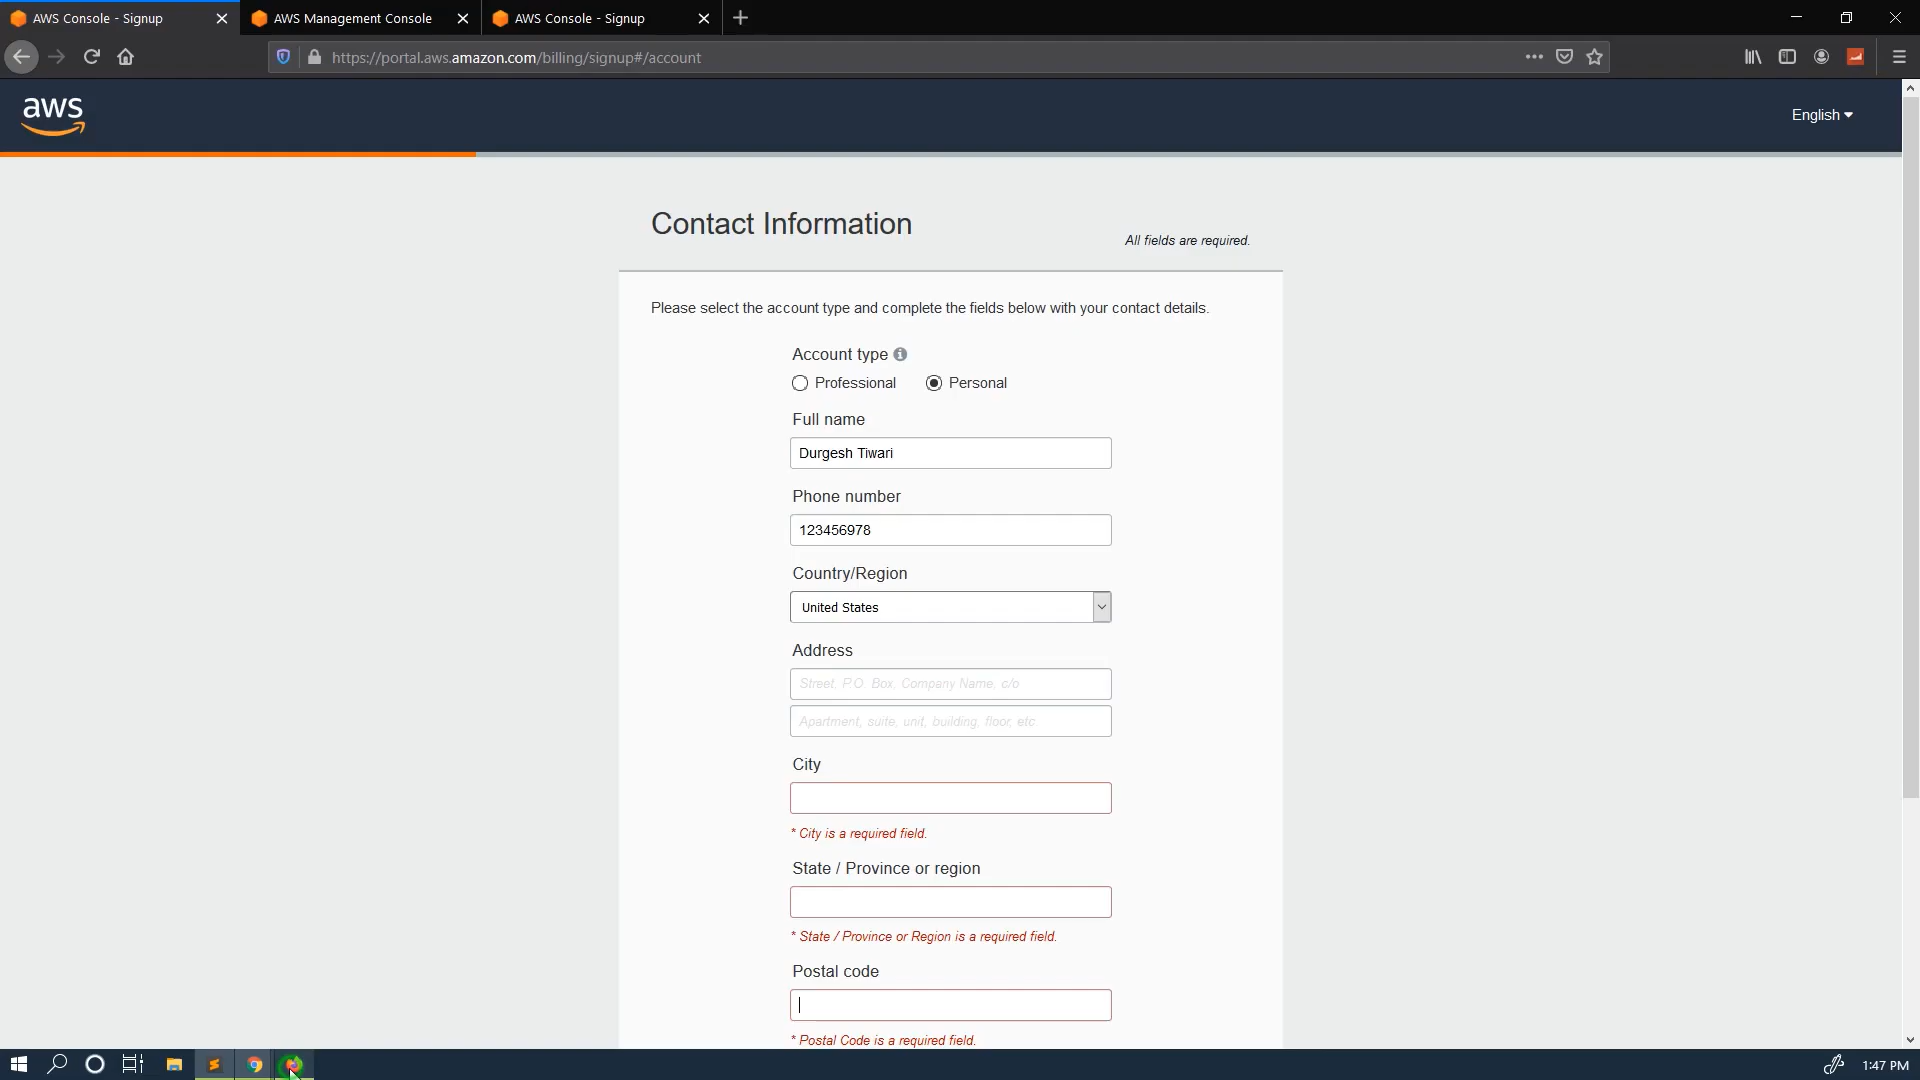 AWS Console - Signup
AWS Management Console
AWS Console - Signup
https://portal.aws.amazon.com/billing/signup#/account
aws
English
Contact Information
All fields are required.
Please select the account type and complete the fields below with your contact details.
Account type
Professional
Personal
Full name
Durgesh Tiwari
Phone number
123456978
Country/Region
United States
Address
Street, P.O. Box, Company Name, c/o
Apartment, suite, unit, building, floor, etc
City
* City is a required field.
State / Province or region
* State / Province or Region is a required field.
Postal code
* Postal Code is a required field.
1:47 PM